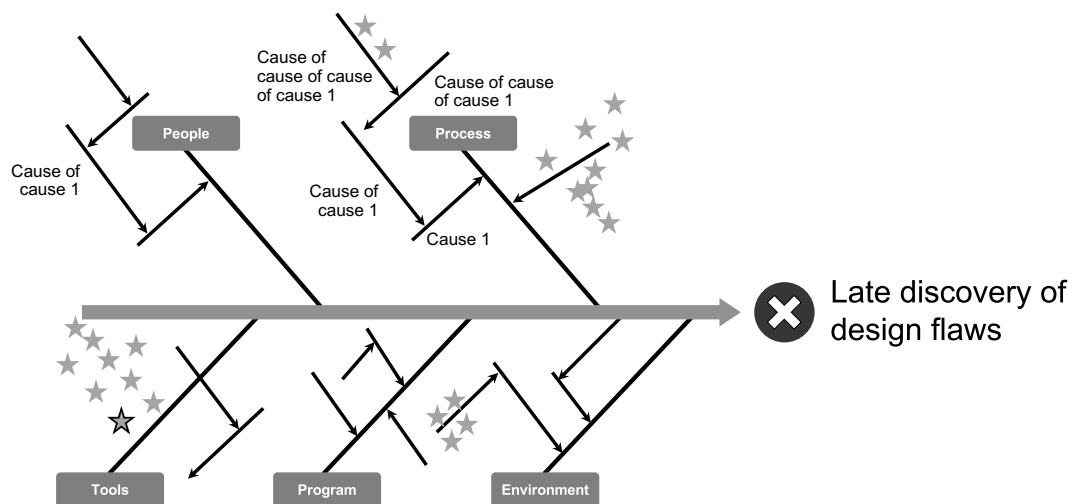 Cause of
cause of cause
of cause 1
Cause of cause
of cause 1
People
Process
Cause of
cause 1
Cause of
cause 1
Cause 1
Late discovery of
design flaws
Tools
Program
Environment